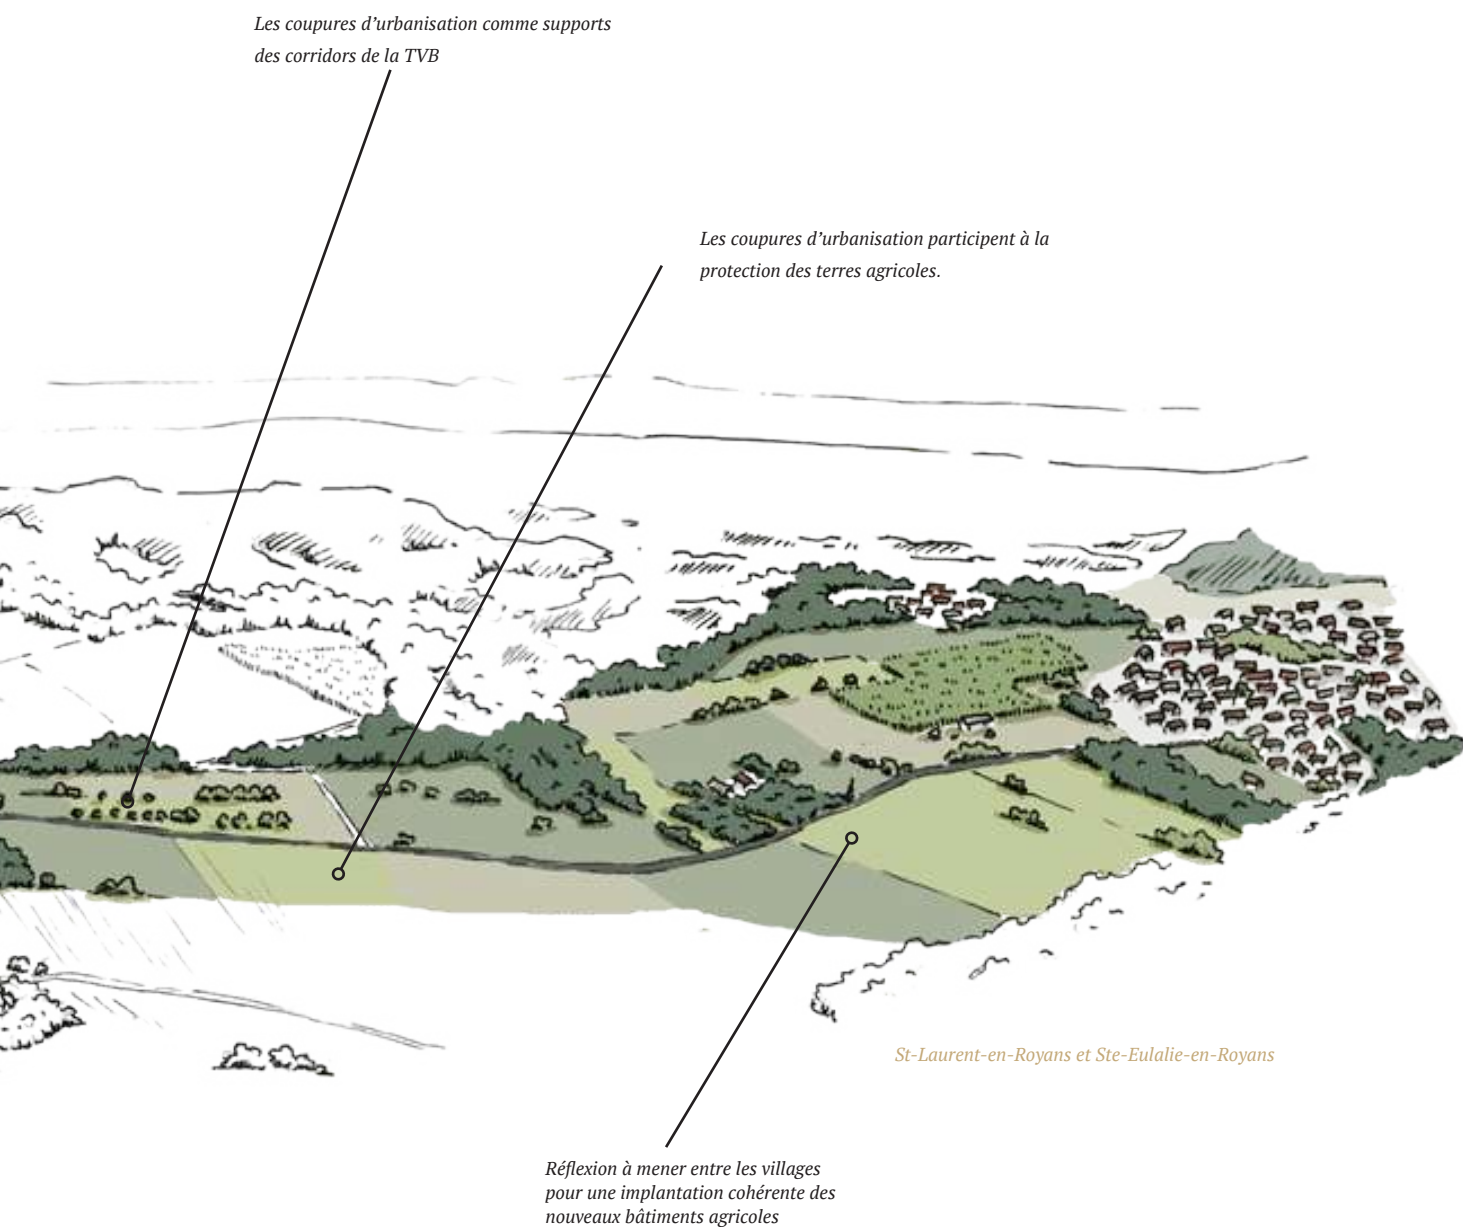 Les coupures d’urbanisation comme supports
des corridors de la TVB
Les coupures d’urbanisation participent à la
protection des terres agricoles.
St-Laurent-en-Royans et Ste-Eulalie-en-Royans
Réflexion à mener entre les villages
pour une implantation cohérente des
nouveaux bâtiments agricoles